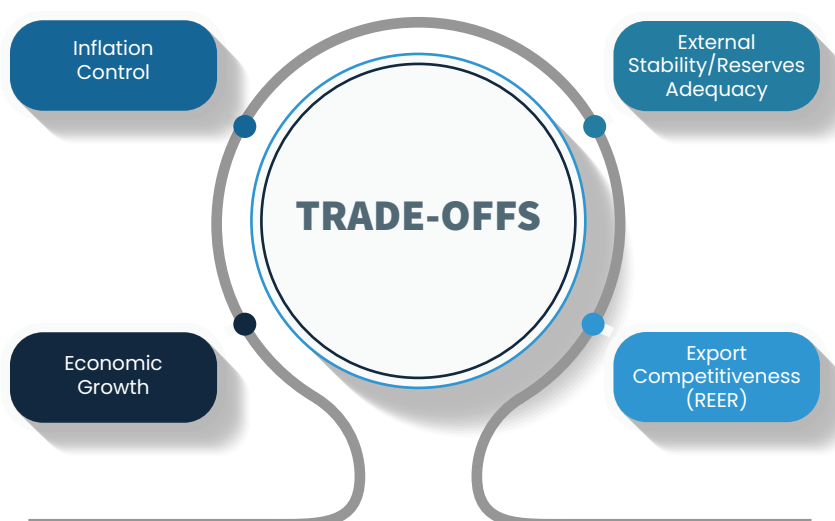 Inflation
Control
External
Stability/Reserves
Adequacy
TRADE-OFFS
Economic
Growth
Export
Competitiveness
(REER)